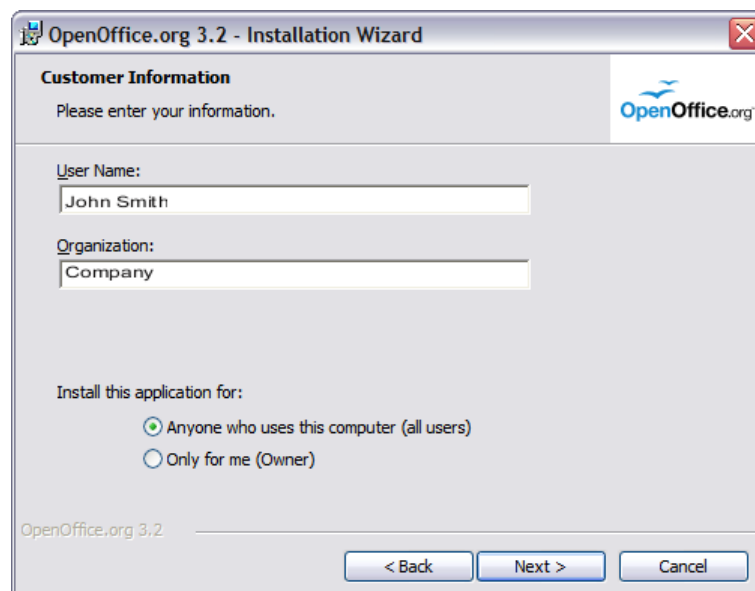 OpenOffice.org 3.2 - Installation Wizard
Customer Information
Please enter your information.
OpenOffice.org
User Name:
John Smith
Organization:
Company
Install this application for:
Anyone who uses this computer (all users)
Only for me (Owner)
OpenOffice.org 3.2
< Back Next > Cancel